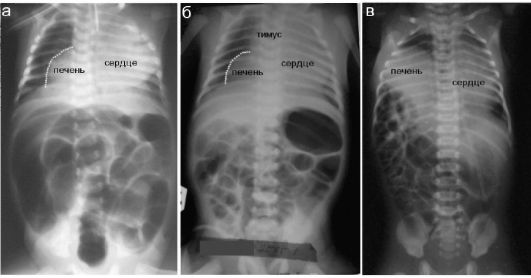 а
печень
сердце
б
тимус
печень
сердце
в
печень
сердце